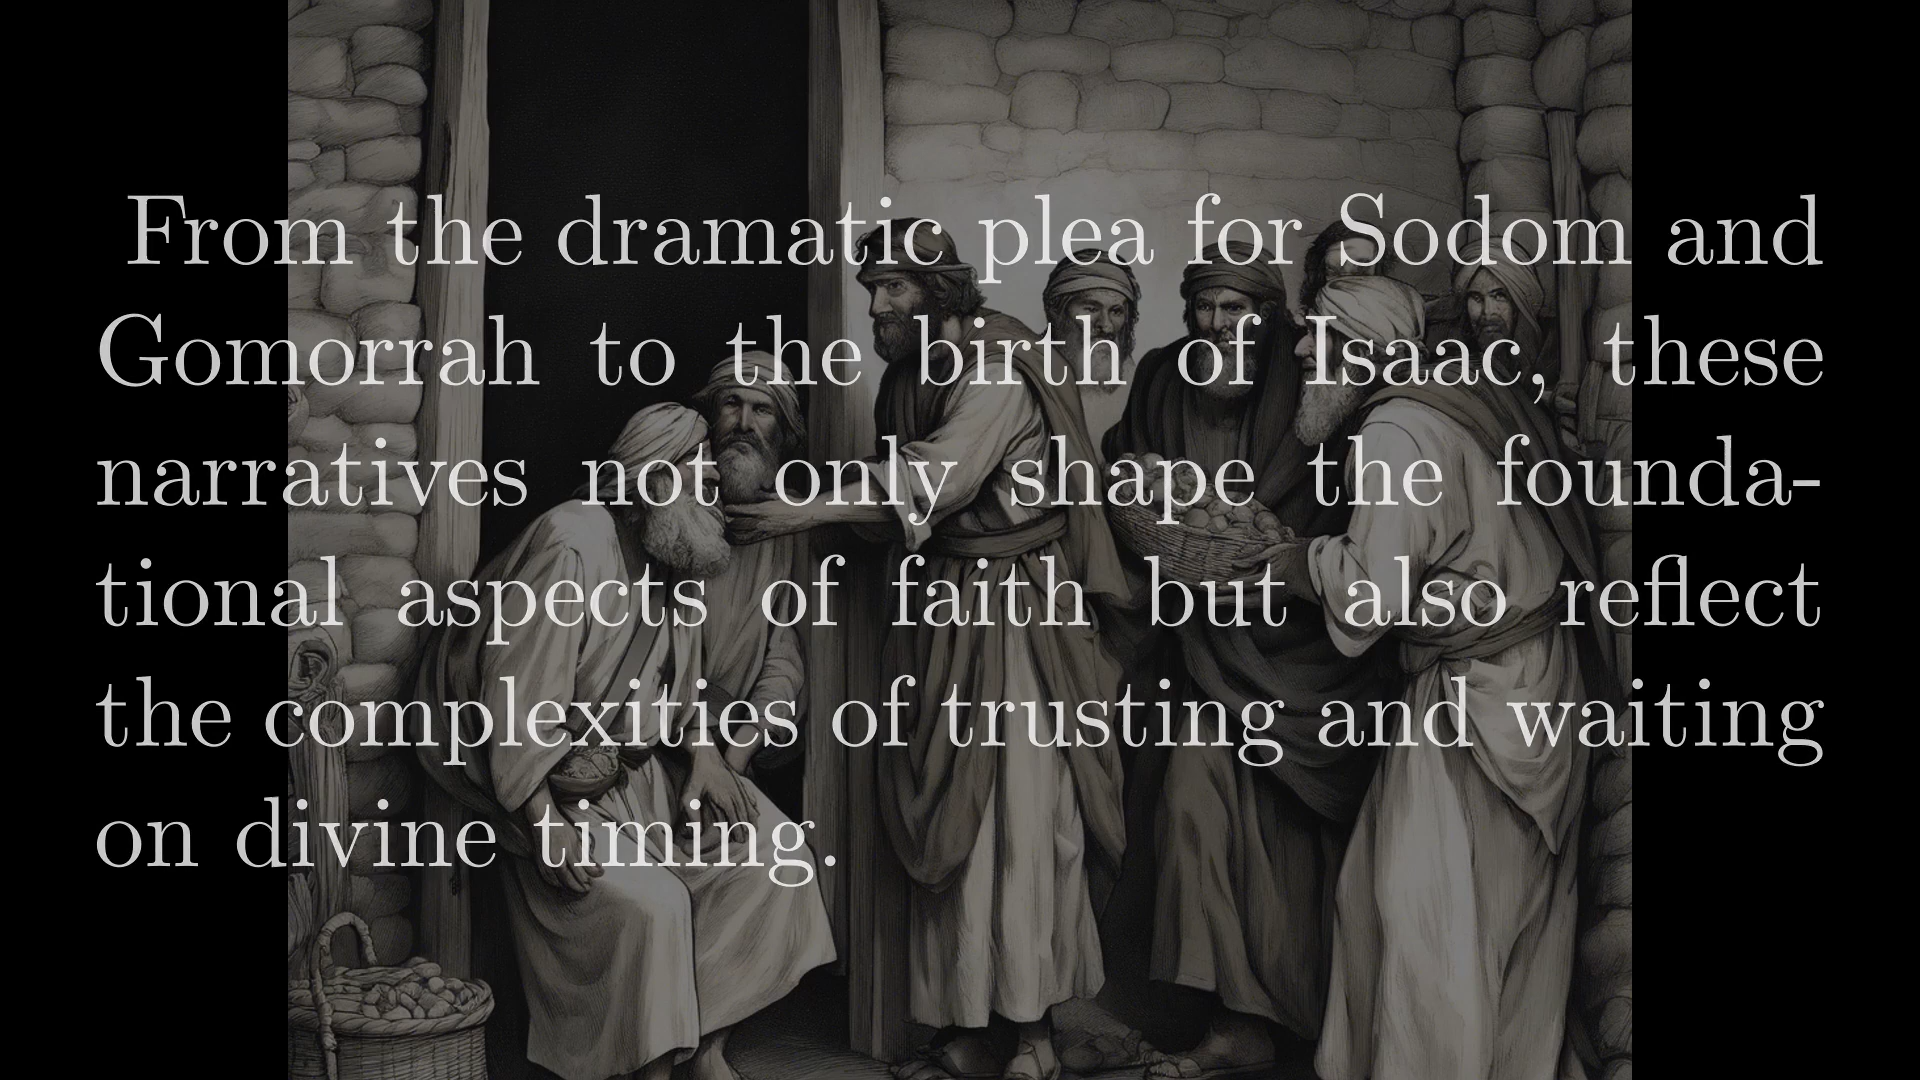 From the dramatic plea for Sodom and
Gomorrah to the birth of Isaac, these
narratives not only shape the founda-
tional aspects of faith but also reflect
the complexities of trusting and waiting
on divine timing.